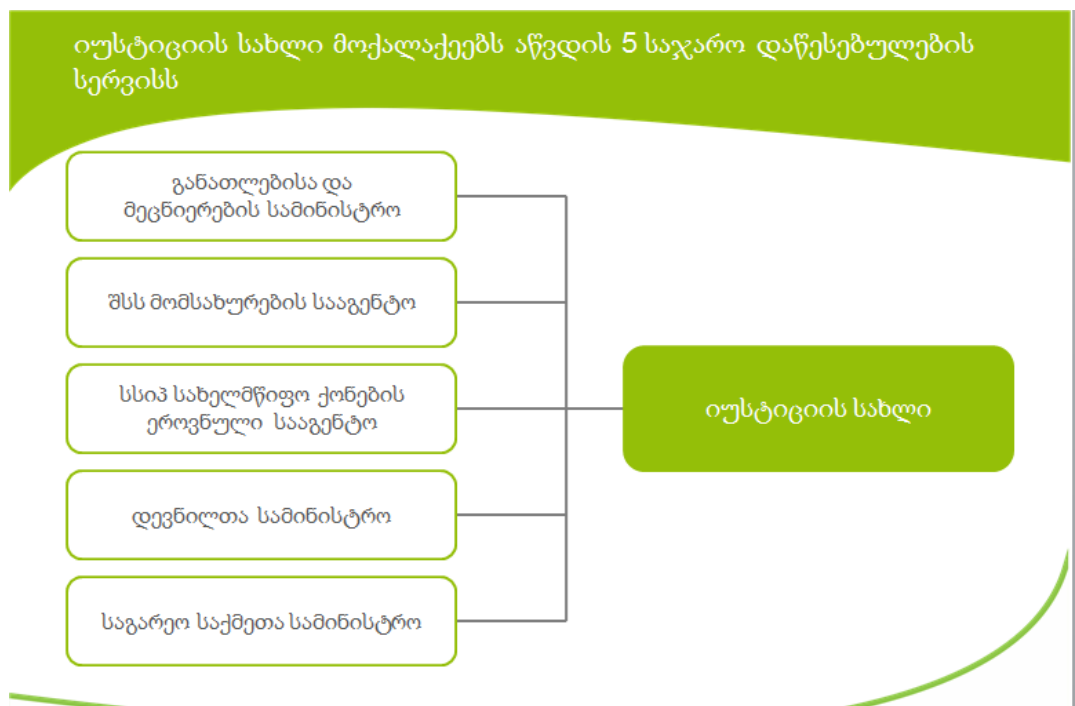 იუსტიციის სახლი მოქალაქეებს აწვდის 5 საჯარო დაწესებულების
სერვისს
განათლებისა და
მეცნიერების სამინისტრო
შსს მომსახურების სააგენტო
სსიპ სახელმწიფო ქონების
ეროვნული სააგენტო
დევნილთა სამინისტრო
საგარეო საქმეთა სამინისტრო
იუსტიციის სახლი